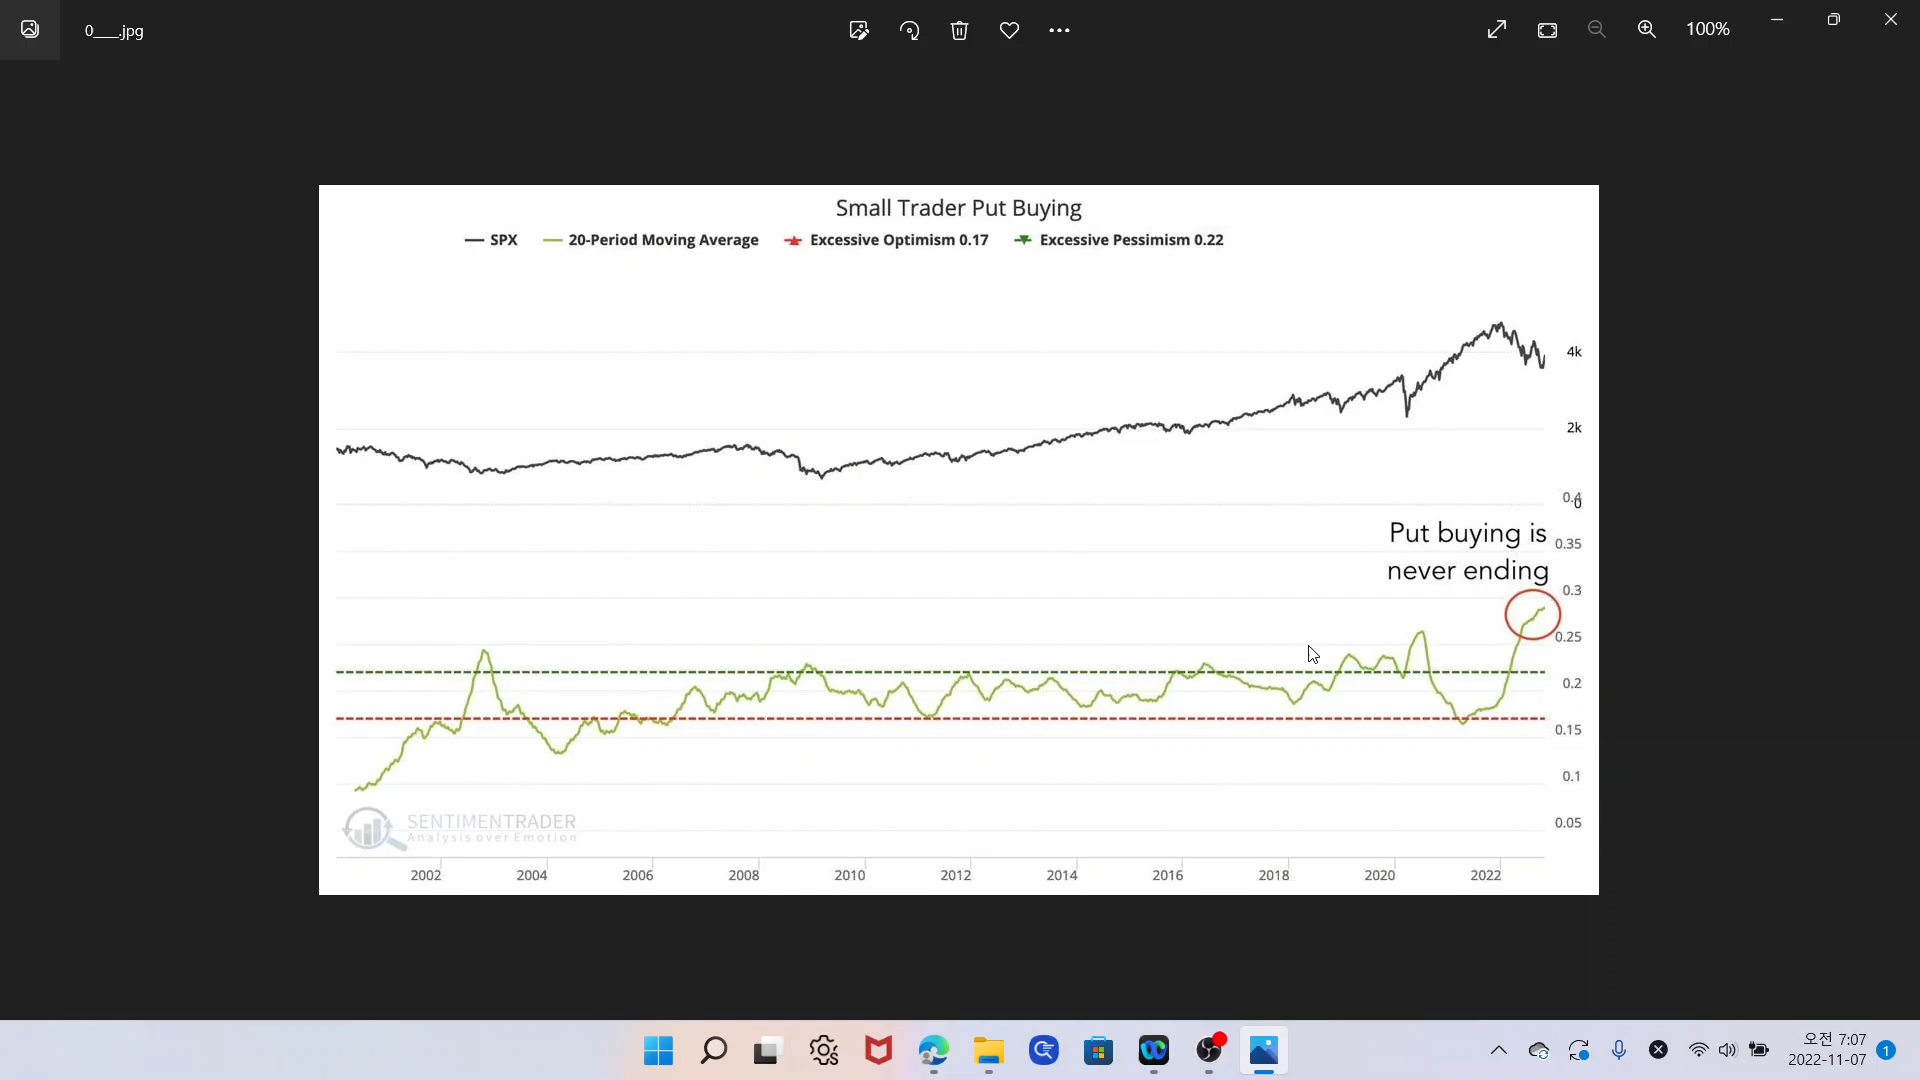 0___.jpg
100%
Small Trader Put Buying
SPX 20-Period Moving Average Excessive Optimism 0.17 Excessive Pessimism 0.22
4k
2k
0
0.4
Put buying is
never ending
0.35
0.3
0.25
0.2
0.15
0.1
0.05
SENTIMENTRADER
Analysis over Emotion
2002 2004 2006 2008 2010 2012 2014 2016 2018 2020 2022
오전 7:07
2022-11-07
1